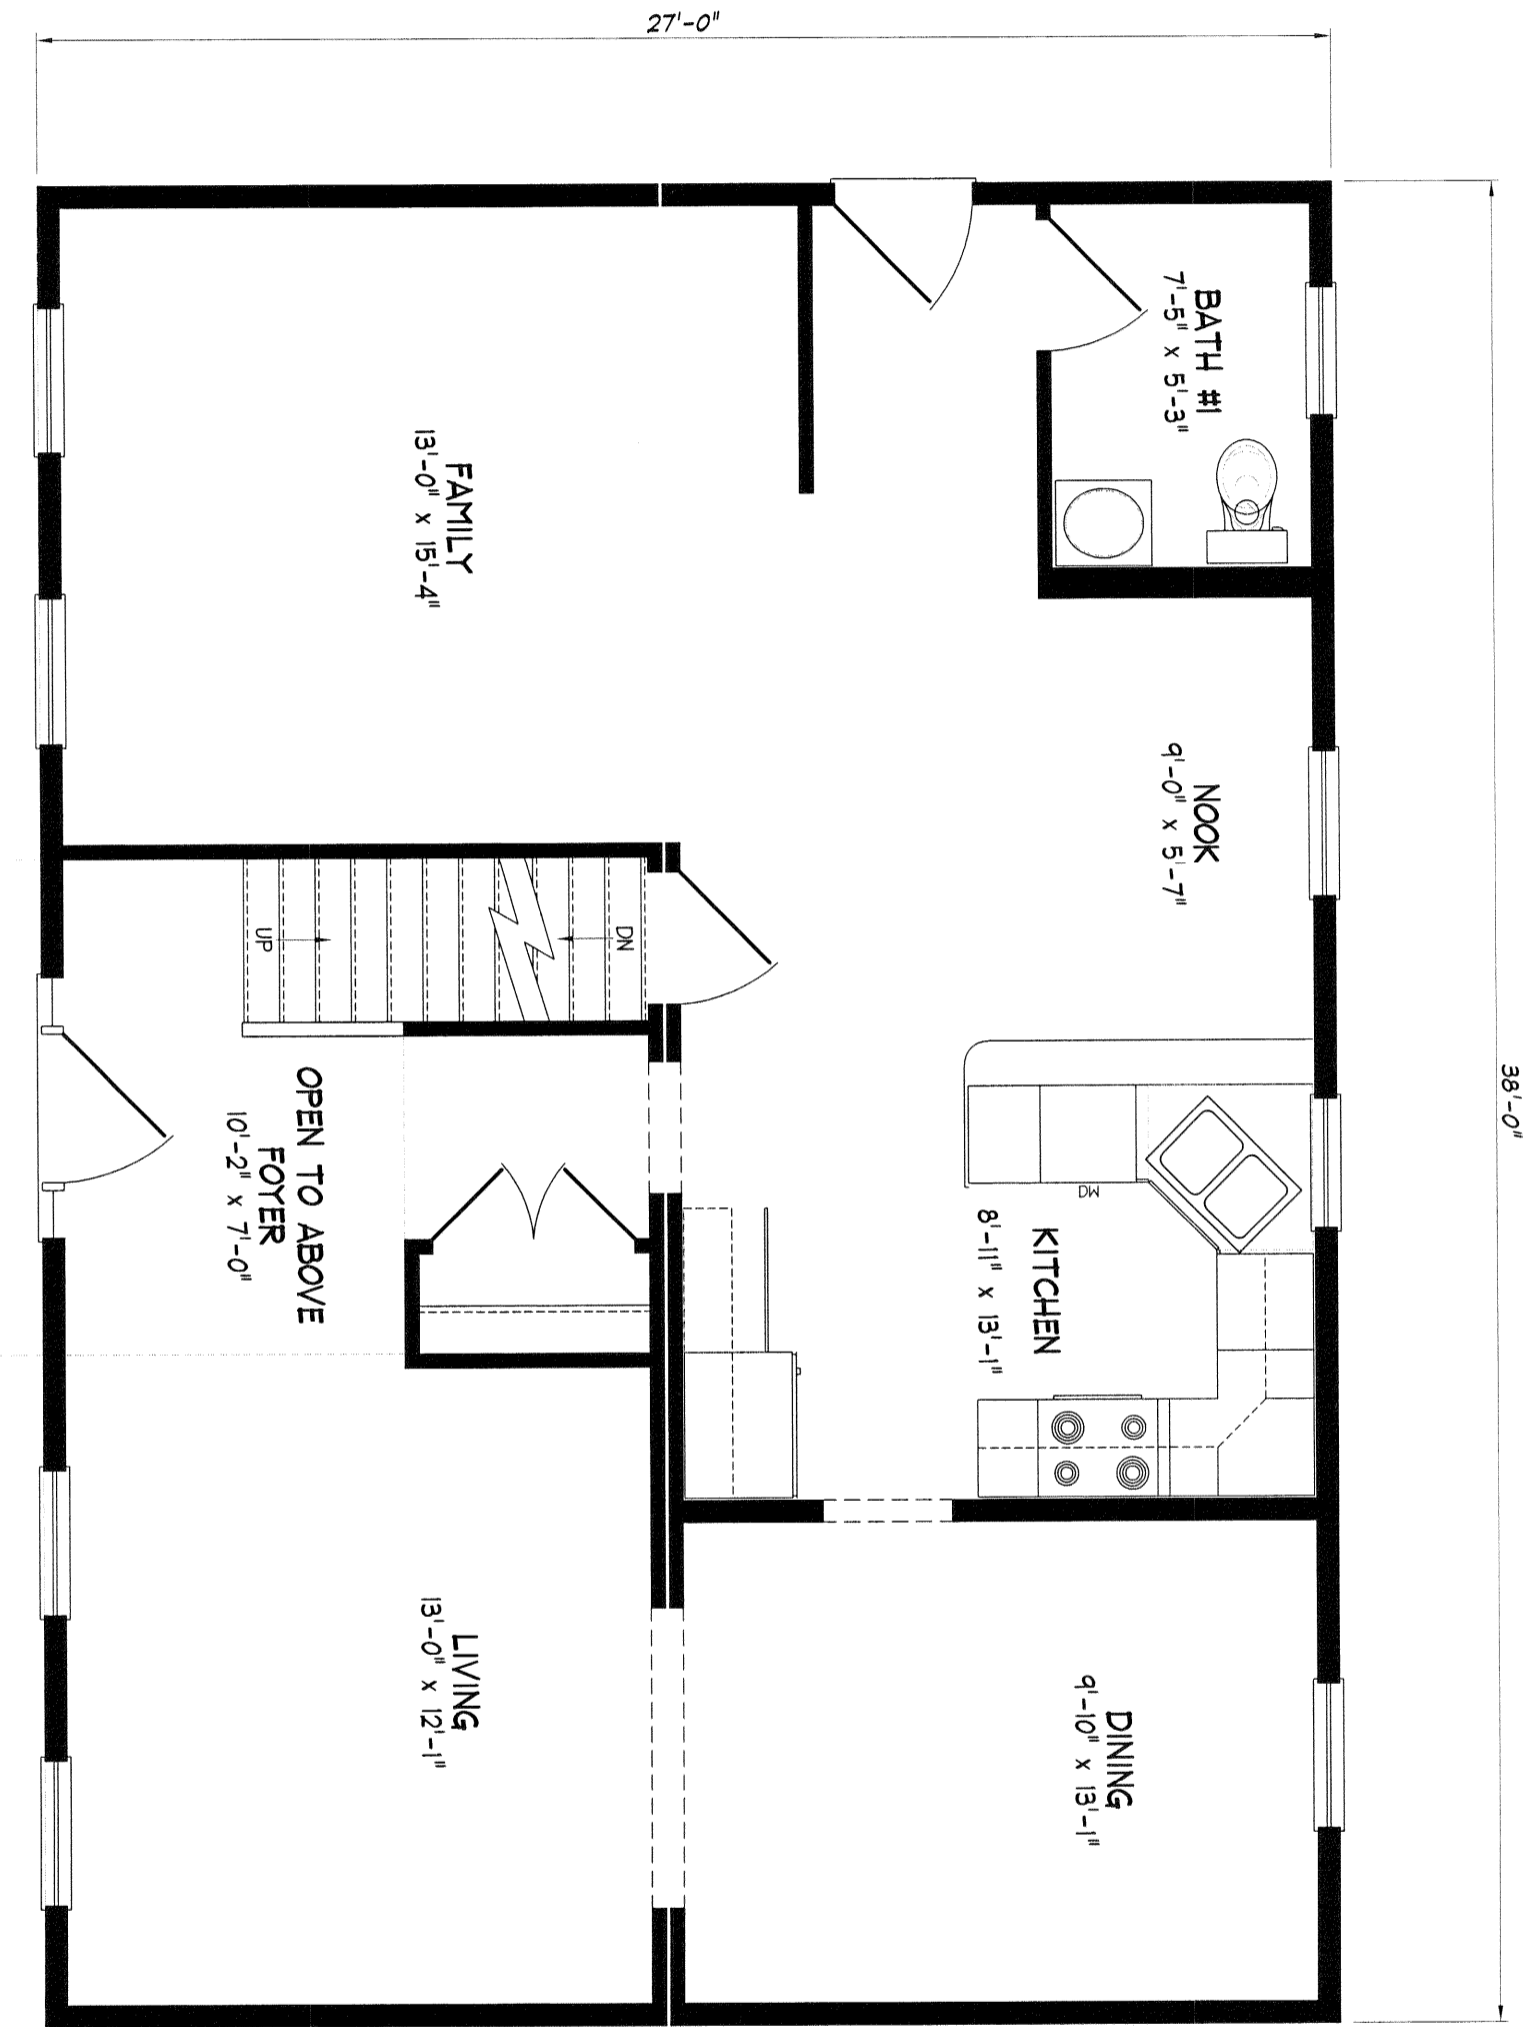 38'-0"
27'-0"
BATH #1
7'-5" x 5'-3"
NOOK
9'-0" x 5'-7"
KITCHEN
8'-11" x 13'-1"
DW
DINING
9'-10" x 13'-1"
FAMILY
13'-0" x 15'-4"
DN
UP
OPEN TO ABOVE
FOYER
10'-2" x 7'-0"
LIVING
13'-0" x 12'-1"